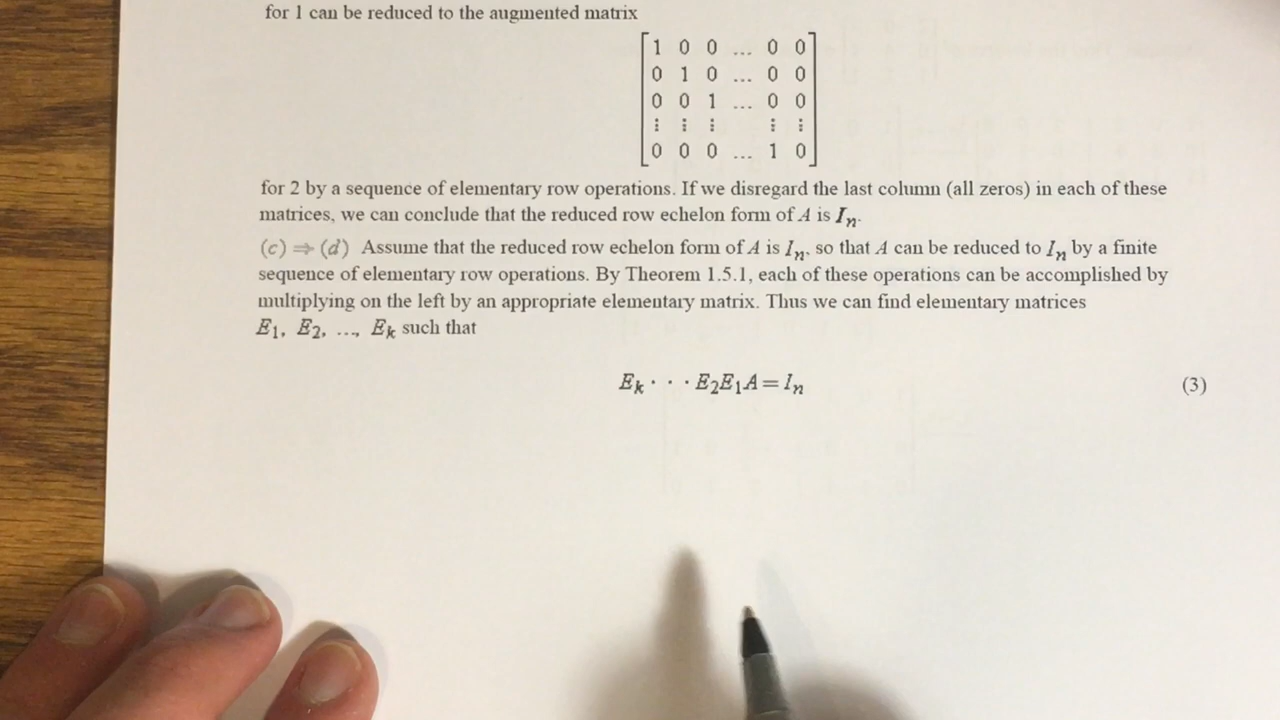 for 1 can be reduced to the augmented matrix
1 0 0 ... 0 0
0 1 0 ... 0 0
0 0 1 ... 0 0
⋮ ⋮ ⋮ ⋮ ⋮
0 0 0 ... 1 0
for 2 by a sequence of elementary row operations. If we disregard the last column (all zeros) in each of these
matrices, we can conclude that the reduced row echelon form of A is Iₙ.
(c) ⇒ (d) Assume that the reduced row echelon form of A is Iₙ, so that A can be reduced to Iₙ by a finite
sequence of elementary row operations. By Theorem 1.5.1, each of these operations can be accomplished by
multiplying on the left by an appropriate elementary matrix. Thus we can find elementary matrices
E₁, E₂, ..., Eₖ such that
Eₖ · · · E₂E₁A = Iₙ (3)